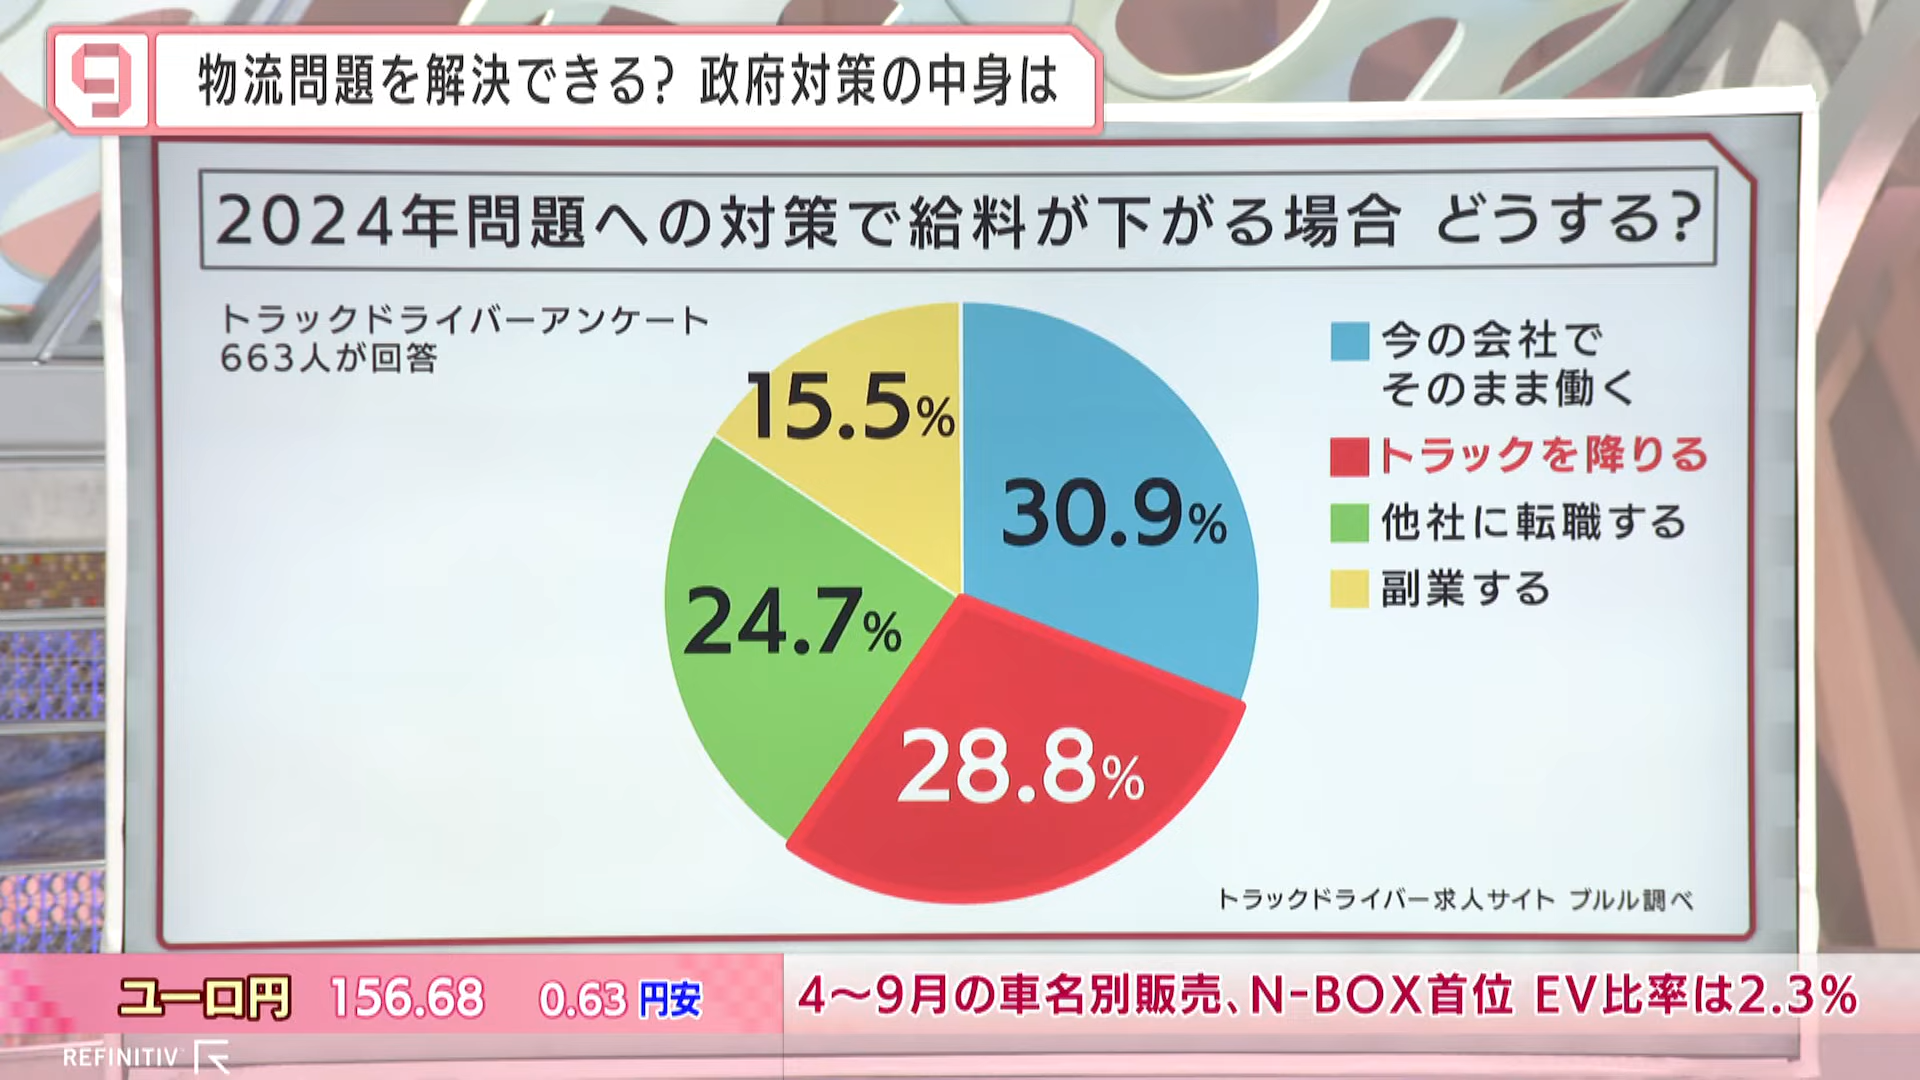 9
物流問題を解決できる? 政府対策の中身は
2024年問題への対策で給料が下がる場合 どうする?
トラックドライバーアンケート
663人が回答
15.5%
30.9%
24.7%
28.8%
今の会社で
そのまま働く
トラックを降りる
他社に転職する
副業する
トラックドライバー求人サイト ブルル調べ
ユーロ円 156.68 0.63 円安
4〜9月の車名別販売、N-BOX首位 EV比率は2.3%
REFINITIV